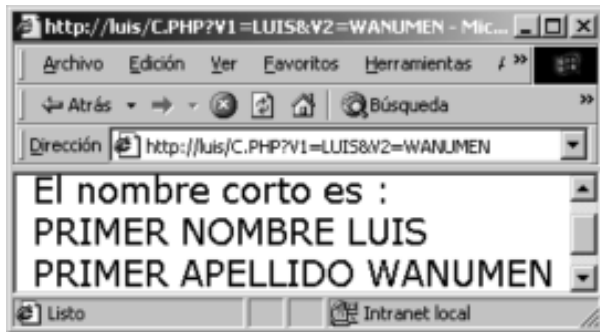 http://luis/C.PHP?V1=LUIS&V2=WANUMEN - Mic...
Archivo Edición Ver Favoritos Herramientas »
Atrás Búsqueda »
Dirección http://luis/C.PHP?V1=LUIS&V2=WANUMEN
El nombre corto es :
PRIMER NOMBRE LUIS
PRIMER APELLIDO WANUMEN
Listo Intranet local